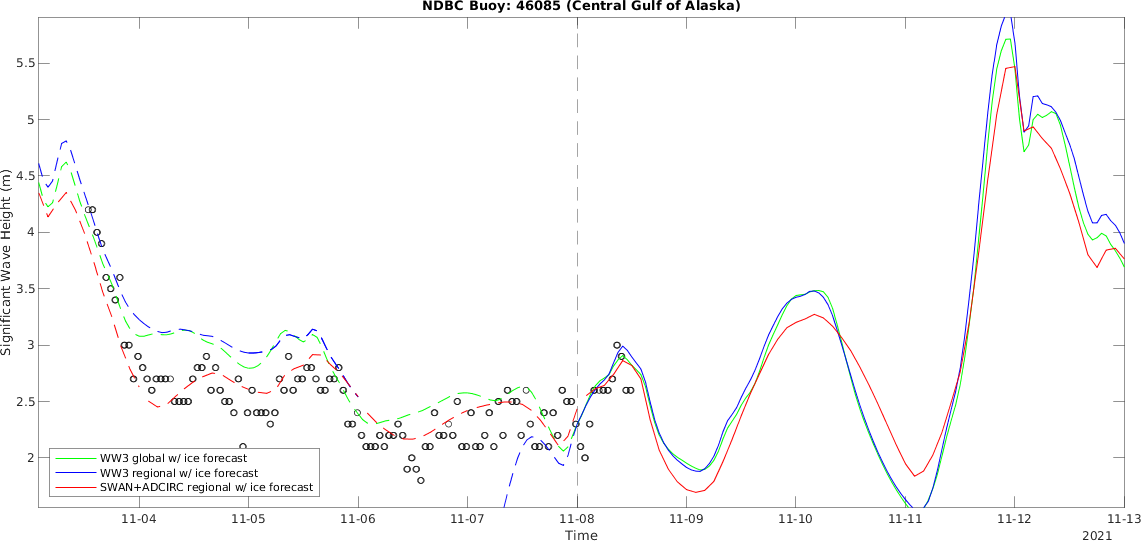 NDBC Buoy: 46085 (Central Gulf of Alaska)
Significant Wave Height (m)
5.5
5
4.5
4
3.5
3
2.5
2
WW3 global w/ ice forecast
WW3 regional w/ ice forecast
SWAN+ADCIRC regional w/ ice forecast
11-04 11-05 11-06 11-07 11-08 11-09 11-10 11-11 11-12 11-13
Time
2021